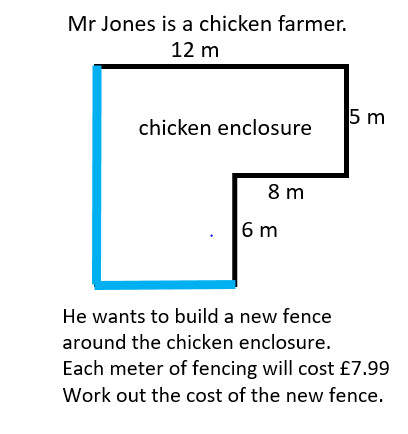 Mr Jones is a chicken farmer.
12 m
chicken enclosure
5 m
8 m
6 m
He wants to build a new fence
around the chicken enclosure.
Each meter of fencing will cost £7.99
Work out the cost of the new fence.